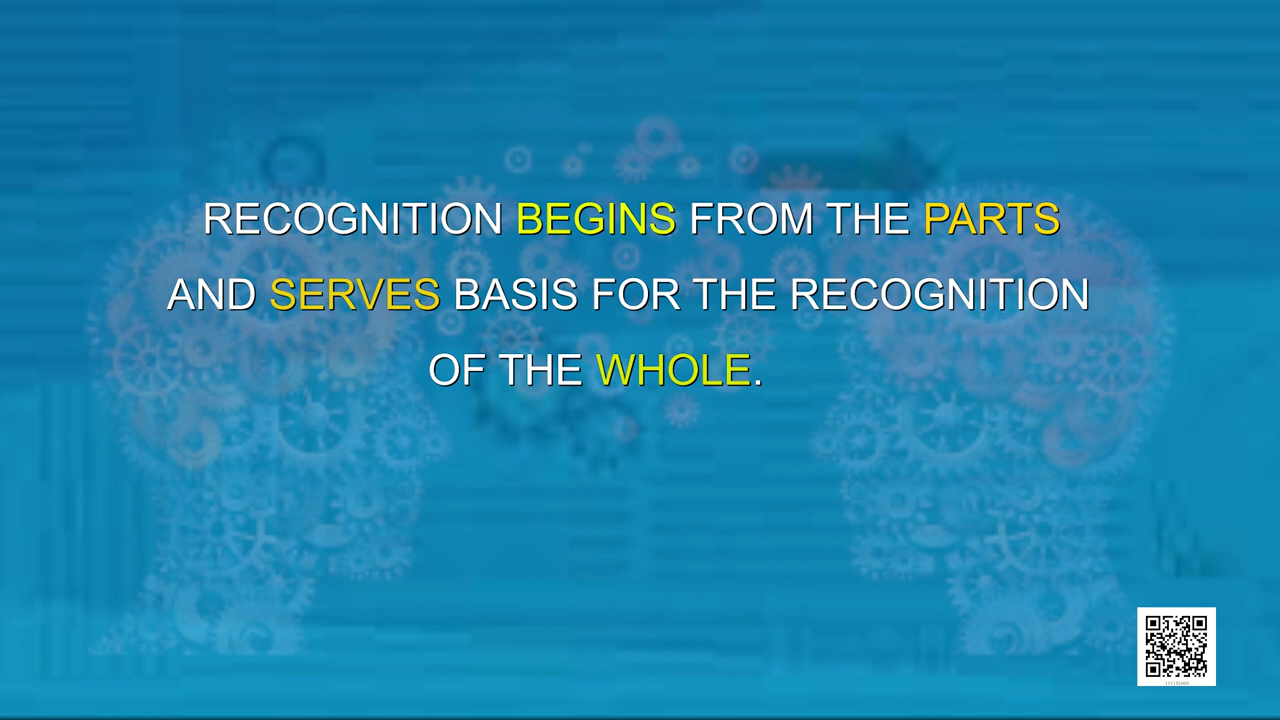 RECOGNITION BEGINS FROM THE PARTS
AND SERVES BASIS FOR THE RECOGNITION
OF THE WHOLE.